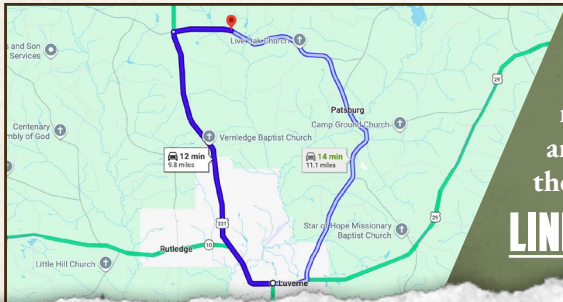 s and Son
Services
Live Oak Church
29
Patsburg
Camp Ground Church
Centenary
mbly of God
Vernledge Baptist Church
12 min
9.8 miles
14 min
11.1 miles
331
Star of Hope Missionary
Baptist Church
29
Rutledge
10
Little Hill Church
Luverne
the
LIN